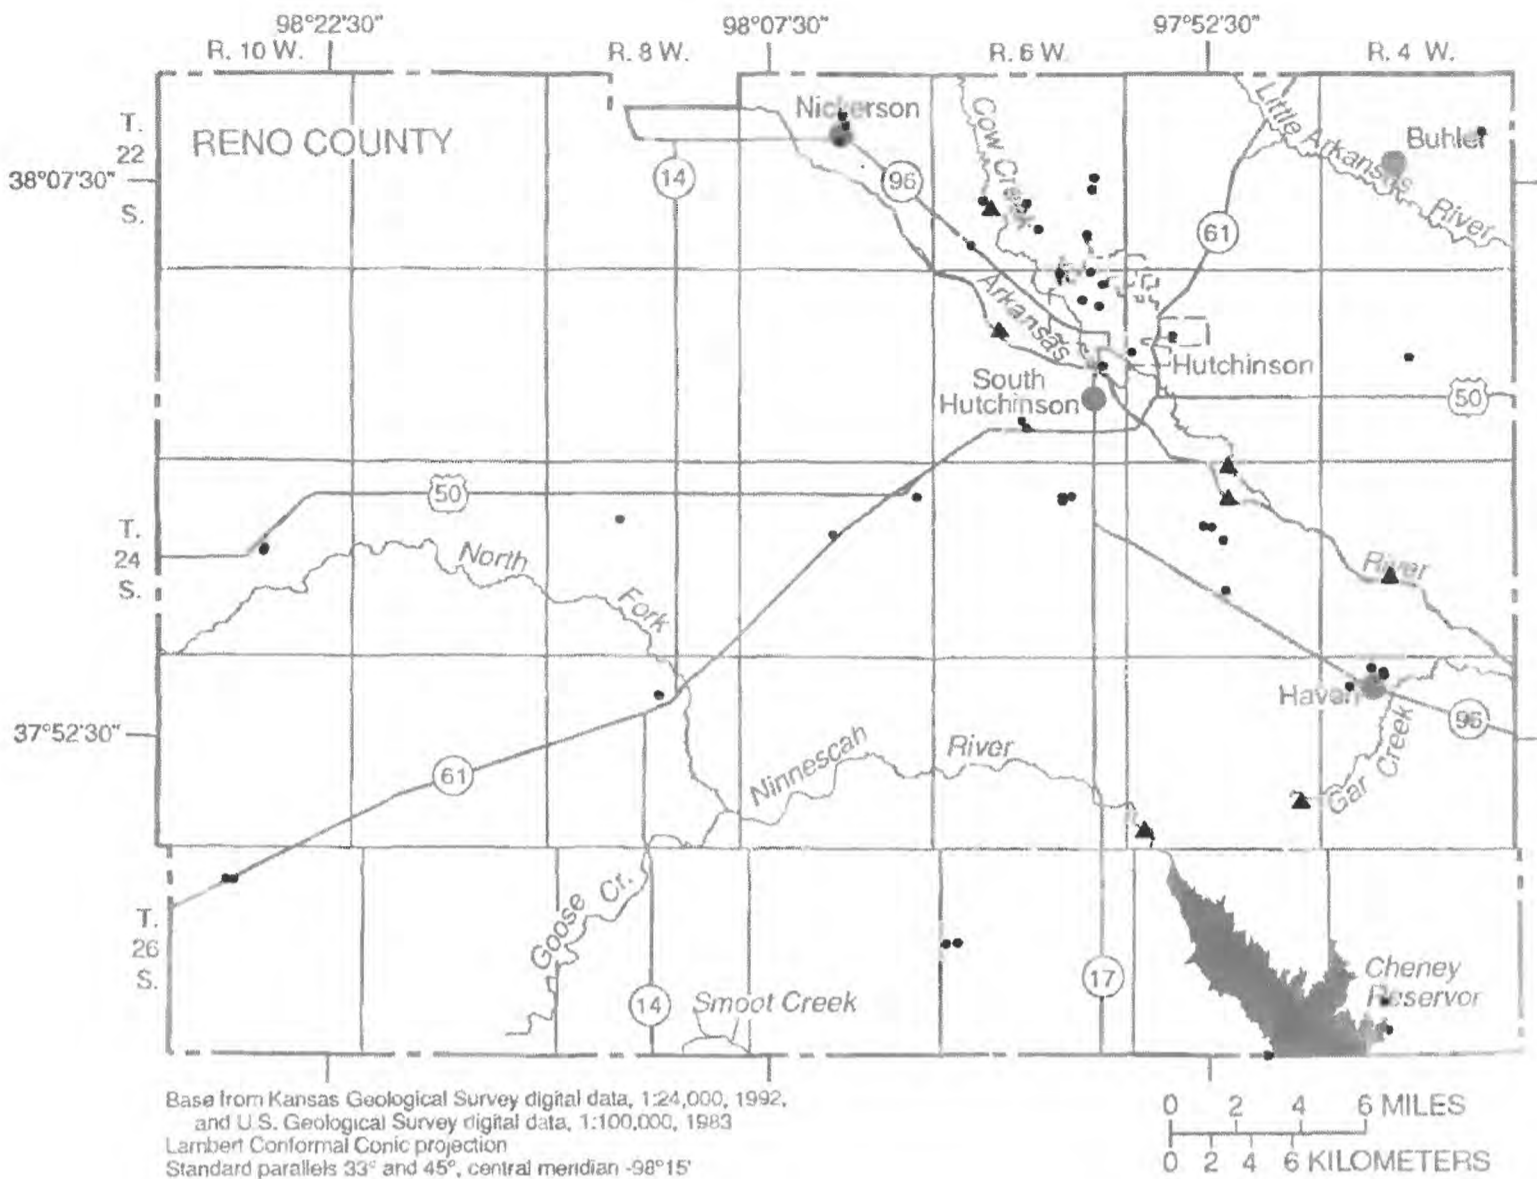 98°22'30" 98°07'30" 97°52'30"
R. 10 W. R. 8 W. R. 6 W. R. 4 W.
T.
22
S.
RENO COUNTY
Nickerson
Cow Creek
Little Arkansas
River
Buhler
38°07'30"
14
96
61
Arkansas
Hutchinson
South
Hutchinson
50
50
T.
24
S.
North
Fork
River
Haven
96
37°52'30"
61
Ninnescah
River
Gar Creek
T.
26
S.
Goose Cr.
14
Smoot Creek
17
Cheney
Reservor
Base from Kansas Geological Survey digital data, 1:24,000, 1992,
and U.S. Geological Survey digital data, 1:100,000, 1983
Lambert Conformal Conic projection
Standard parallels 33° and 45°, central meridian -98°15'
0 2 4 6 MILES
0 2 4 6 KILOMETERS